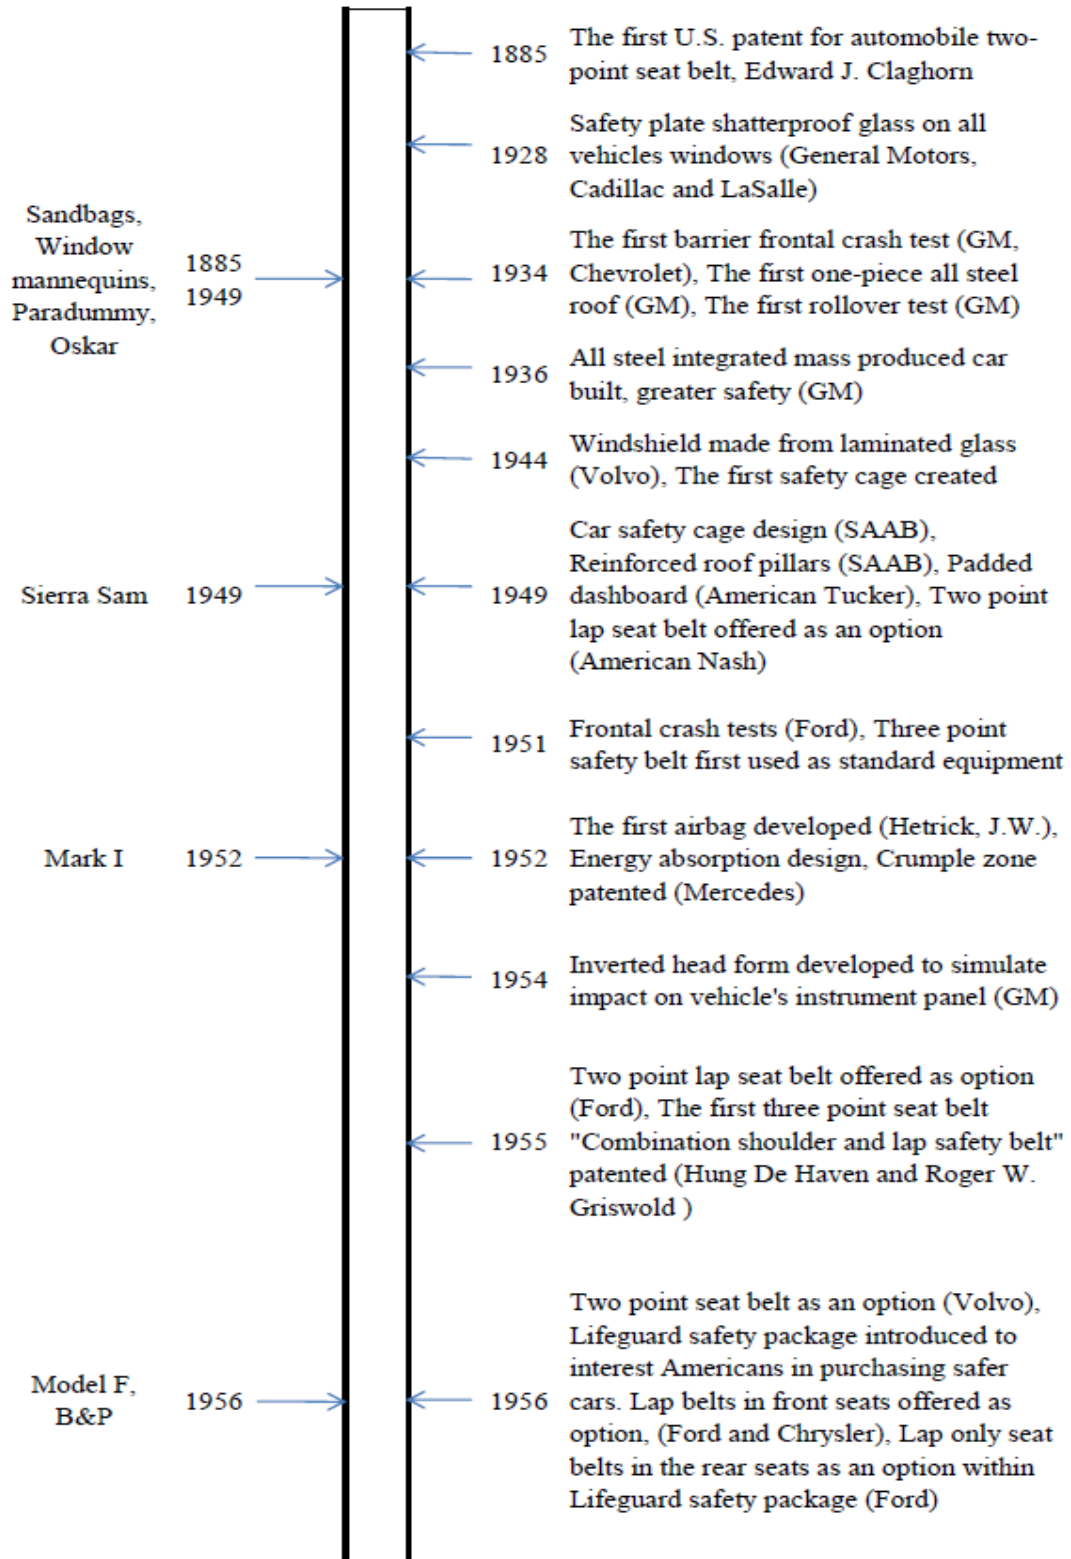 1885
The first U.S. patent for automobile two-
point seat belt, Edward J. Claghorn
1928
Safety plate shatterproof glass on all
vehicles windows (General Motors,
Cadillac and LaSalle)
Sandbags,
Window
mannequins,
Paradummy,
Oskar
1885
1949
1934
The first barrier frontal crash test (GM,
Chevrolet), The first one-piece all steel
roof (GM), The first rollover test (GM)
1936
All steel integrated mass produced car
built, greater safety (GM)
1944
Windshield made from laminated glass
(Volvo), The first safety cage created
Sierra Sam
1949
1949
Car safety cage design (SAAB),
Reinforced roof pillars (SAAB), Padded
dashboard (American Tucker), Two point
lap seat belt offered as an option
(American Nash)
1951
Frontal crash tests (Ford), Three point
safety belt first used as standard equipment
Mark I
1952
1952
The first airbag developed (Hetrick, J.W.),
Energy absorption design, Crumple zone
patented (Mercedes)
1954
Inverted head form developed to simulate
impact on vehicle's instrument panel (GM)
1955
Two point lap seat belt offered as option
(Ford), The first three point seat belt
"Combination shoulder and lap safety belt"
patented (Hung De Haven and Roger W.
Griswold )
Model F,
B&P
1956
1956
Two point seat belt as an option (Volvo),
Lifeguard safety package introduced to
interest Americans in purchasing safer
cars. Lap belts in front seats offered as
option, (Ford and Chrysler), Lap only seat
belts in the rear seats as an option within
Lifeguard safety package (Ford)